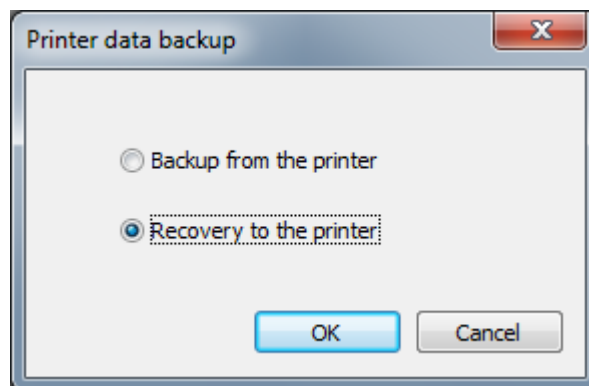 Printer data backup
Backup from the printer
Recovery to the printer
OK
Cancel